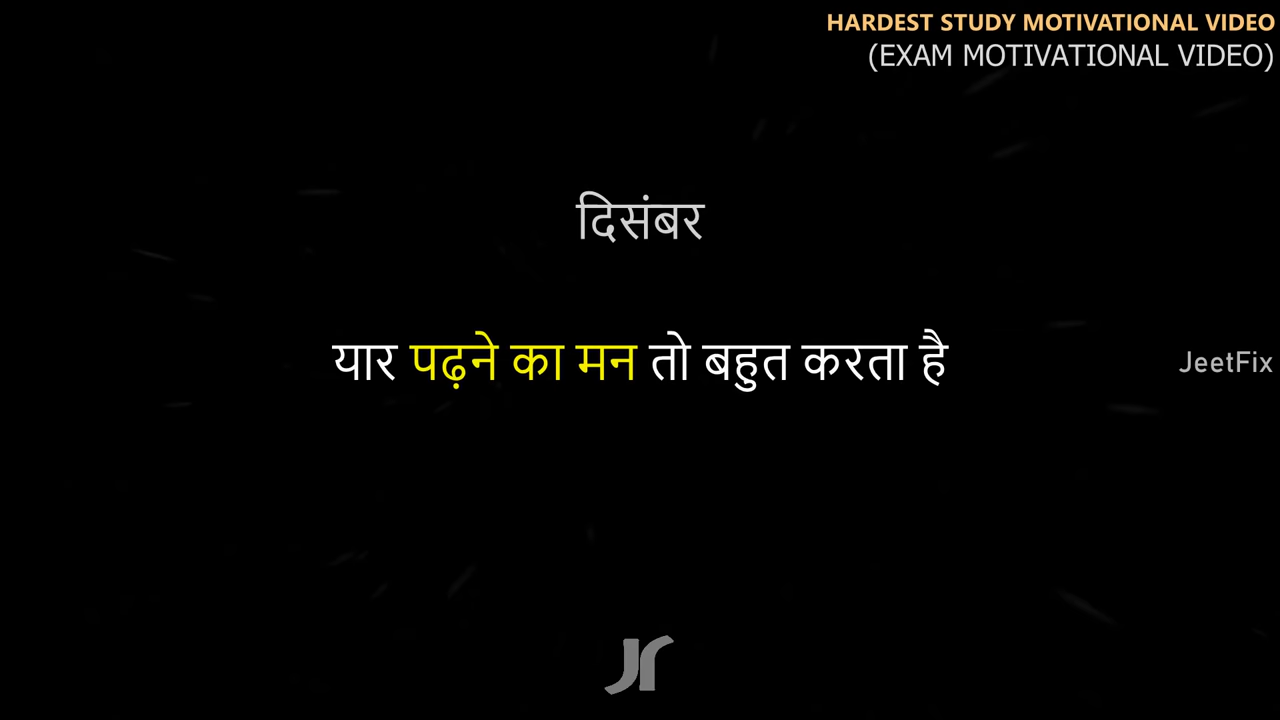 HARDEST STUDY MOTIVATIONAL VIDEO
(EXAM MOTIVATIONAL VIDEO)
दिसंबर
यार पढ़ने का मन तो बहुत करता है
JeetFix